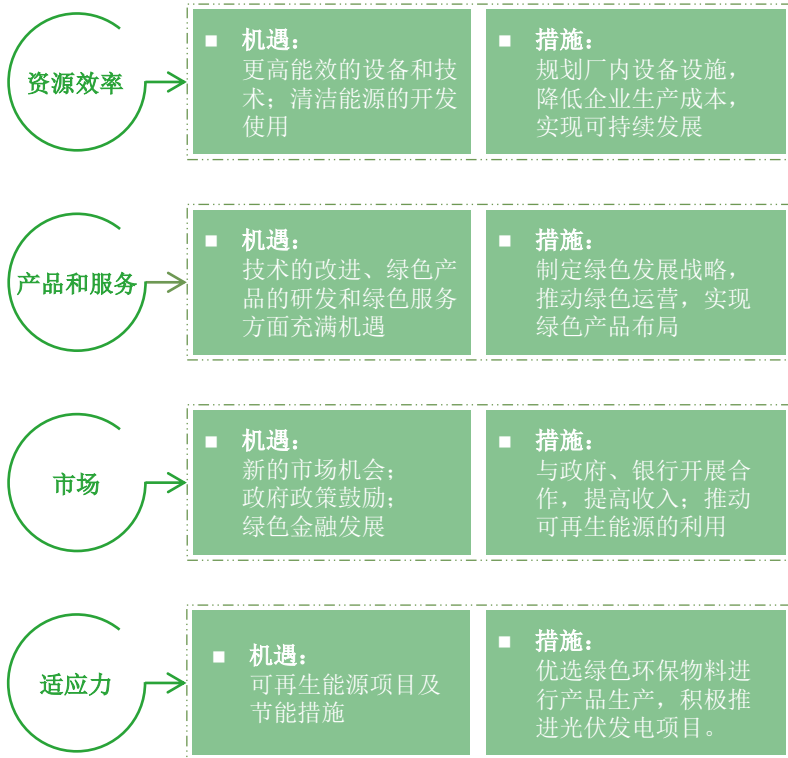 资源效率
■ 机遇：
更高能效的设备和技
术；清洁能源的开发
使用
■ 措施：
规划厂内设备设施，
降低企业生产成本，
实现可持续发展
产品和服务
■ 机遇：
技术的改进、绿色产
品的研发和绿色服务
方面充满机遇
■ 措施：
制定绿色发展战略，
推动绿色运营，实现
绿色产品布局
市场
■ 机遇：
新的市场机会；
政府政策鼓励；
绿色金融发展
■ 措施：
与政府、银行开展合
作，提高收入；推动
可再生能源的利用
适应力
■ 机遇：
可再生能源项目及
节能措施
■ 措施：
优选绿色环保物料进
行产品生产，积极推
进光伏发电项目。